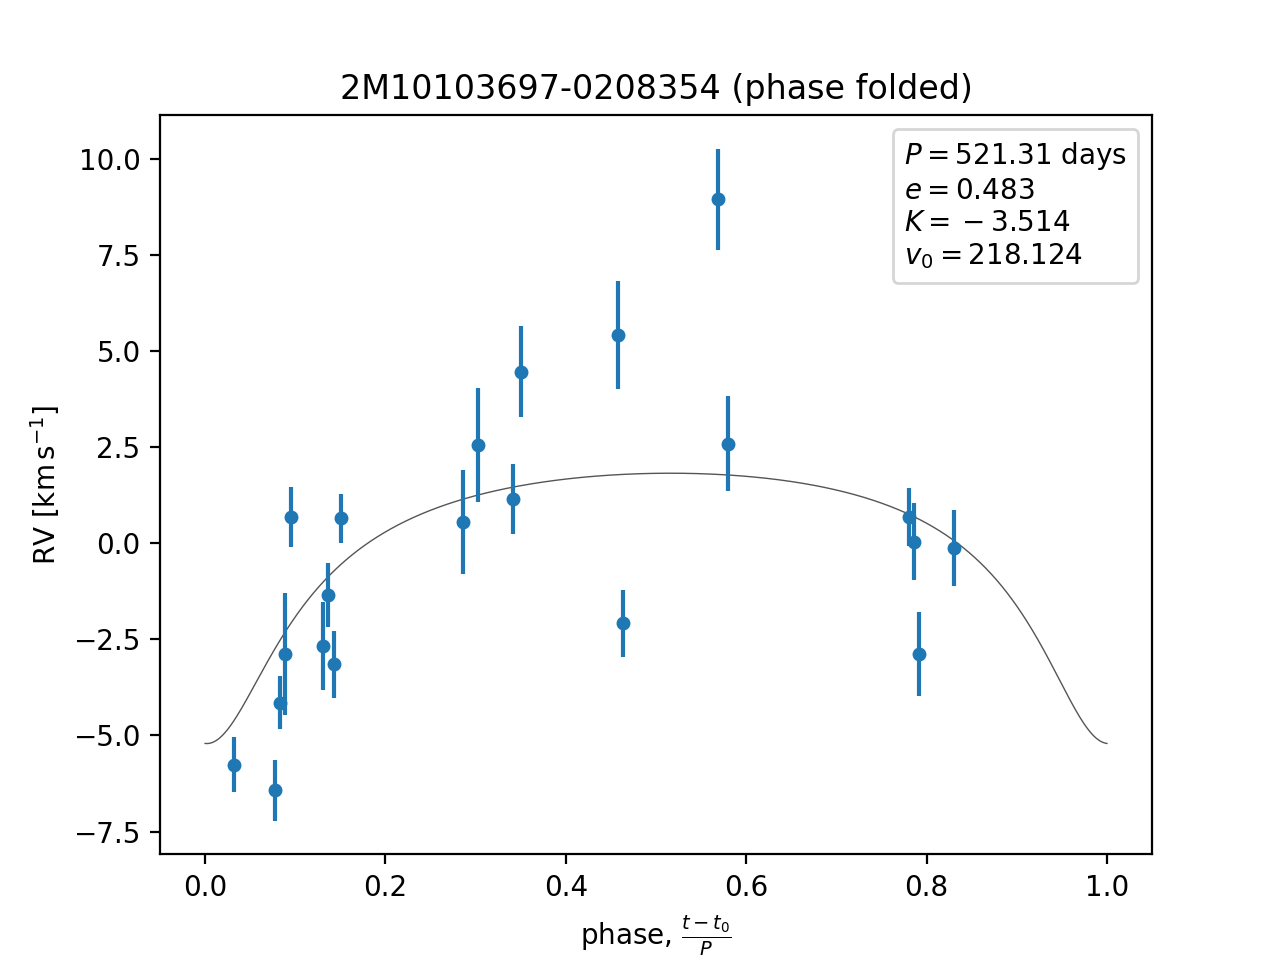 2M10103697-0208354 (phase folded)
P = 521.31 days
e = 0.483
K = −3.514
v₀ = 218.124
RV [km s⁻¹]
10.0
7.5
5.0
2.5
0.0
−2.5
−5.0
−7.5
0.0 0.2 0.4 0.6 0.8 1.0
phase, (t − t₀)/P